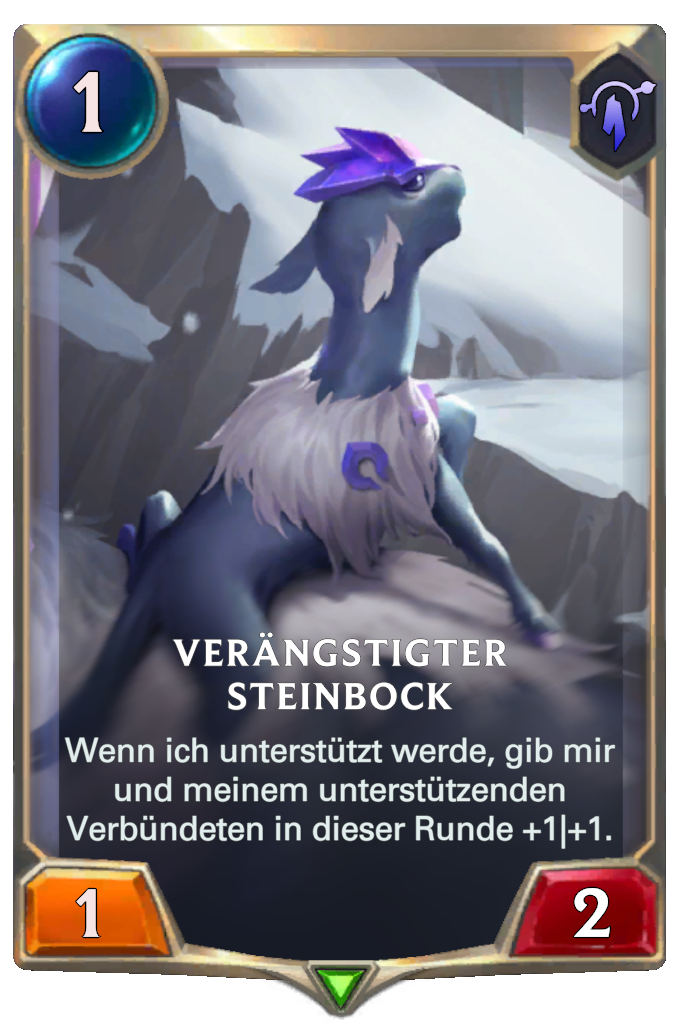 1
VERÄNGSTIGTER
STEINBOCK
Wenn ich unterstützt werde, gib mir
und meinem unterstützenden
Verbündeten in dieser Runde +1|+1.
1
2